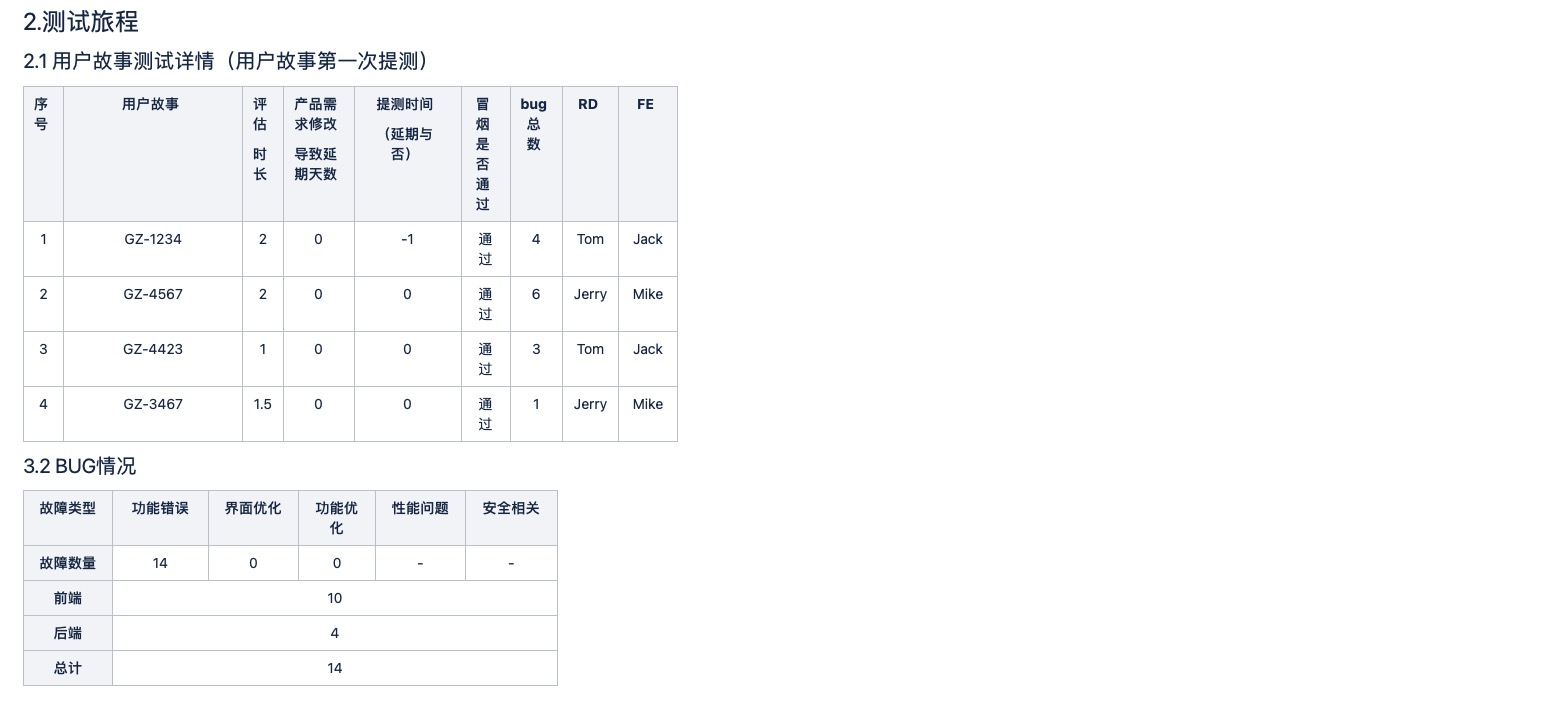 2.测试旅程
2.1 用户故事测试详情（用户故事第一次提测）
序号 用户故事 评估时长 产品需求修改导致延期天数 提测时间（延期与否） 冒烟是否通过 bug总数 RD FE
1 GZ-1234 2 0 -1 通过 4 Tom Jack
2 GZ-4567 2 0 0 通过 6 Jerry Mike
3 GZ-4423 1 0 0 通过 3 Tom Jack
4 GZ-3467 1.5 0 0 通过 1 Jerry Mike
3.2 BUG情况
故障类型 功能错误 界面优化 功能优化 性能问题 安全相关
故障数量 14 0 0 - -
前端 10
后端 4
总计 14